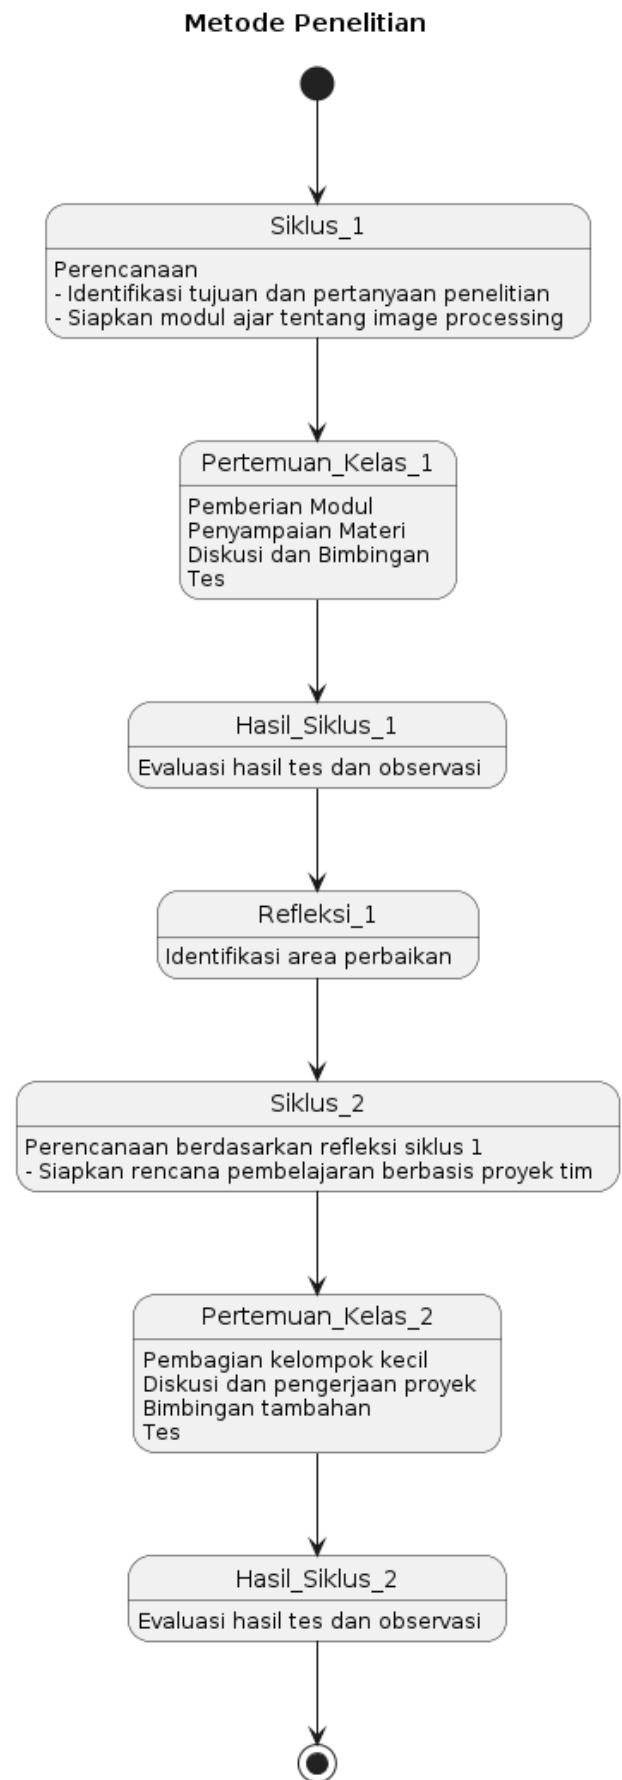 Metode Penelitian
Siklus_1
Perencanaan
- Identifikasi tujuan dan pertanyaan penelitian
- Siapkan modul ajar tentang image processing
Pertemuan_Kelas_1
Pemberian Modul
Penyampaian Materi
Diskusi dan Bimbingan
Tes
Hasil_Siklus_1
Evaluasi hasil tes dan observasi
Refleksi_1
Identifikasi area perbaikan
Siklus_2
Perencanaan berdasarkan refleksi siklus 1
- Siapkan rencana pembelajaran berbasis proyek tim
Pertemuan_Kelas_2
Pembagian kelompok kecil
Diskusi dan pengerjaan proyek
Bimbingan tambahan
Tes
Hasil_Siklus_2
Evaluasi hasil tes dan observasi